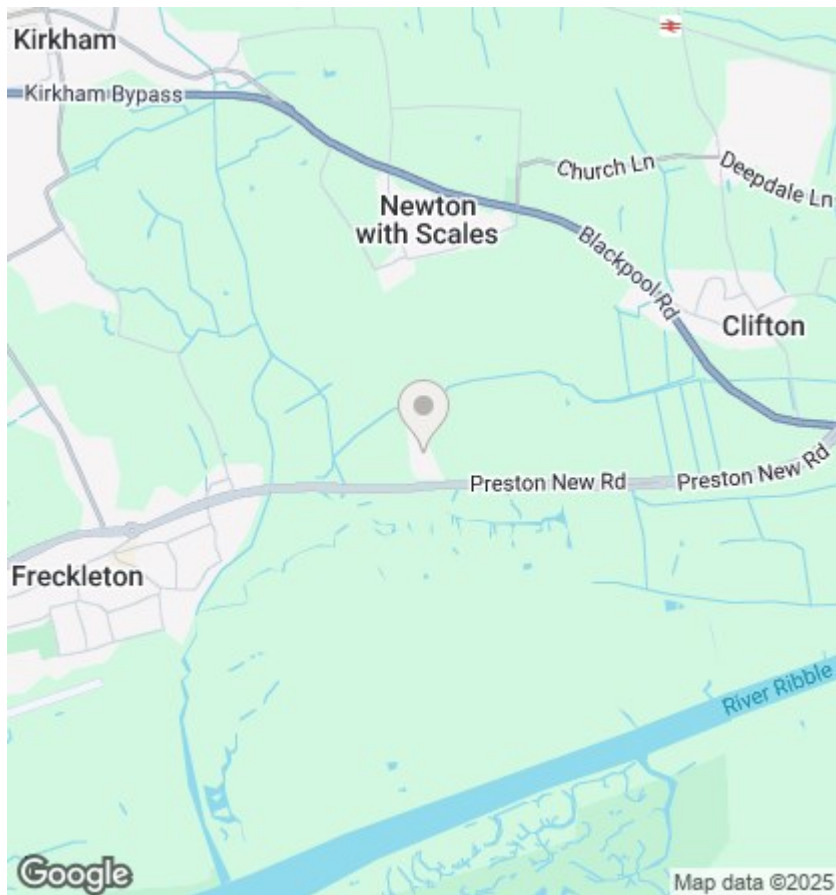 Kirkham
Kirkham Bypass
Church Ln
Deepdale Ln
Newton
with Scales
Blackpool Rd
Clifton
Preston New Rd
Preston New Rd
Freckleton
River Ribble
Google
Map data ©2025